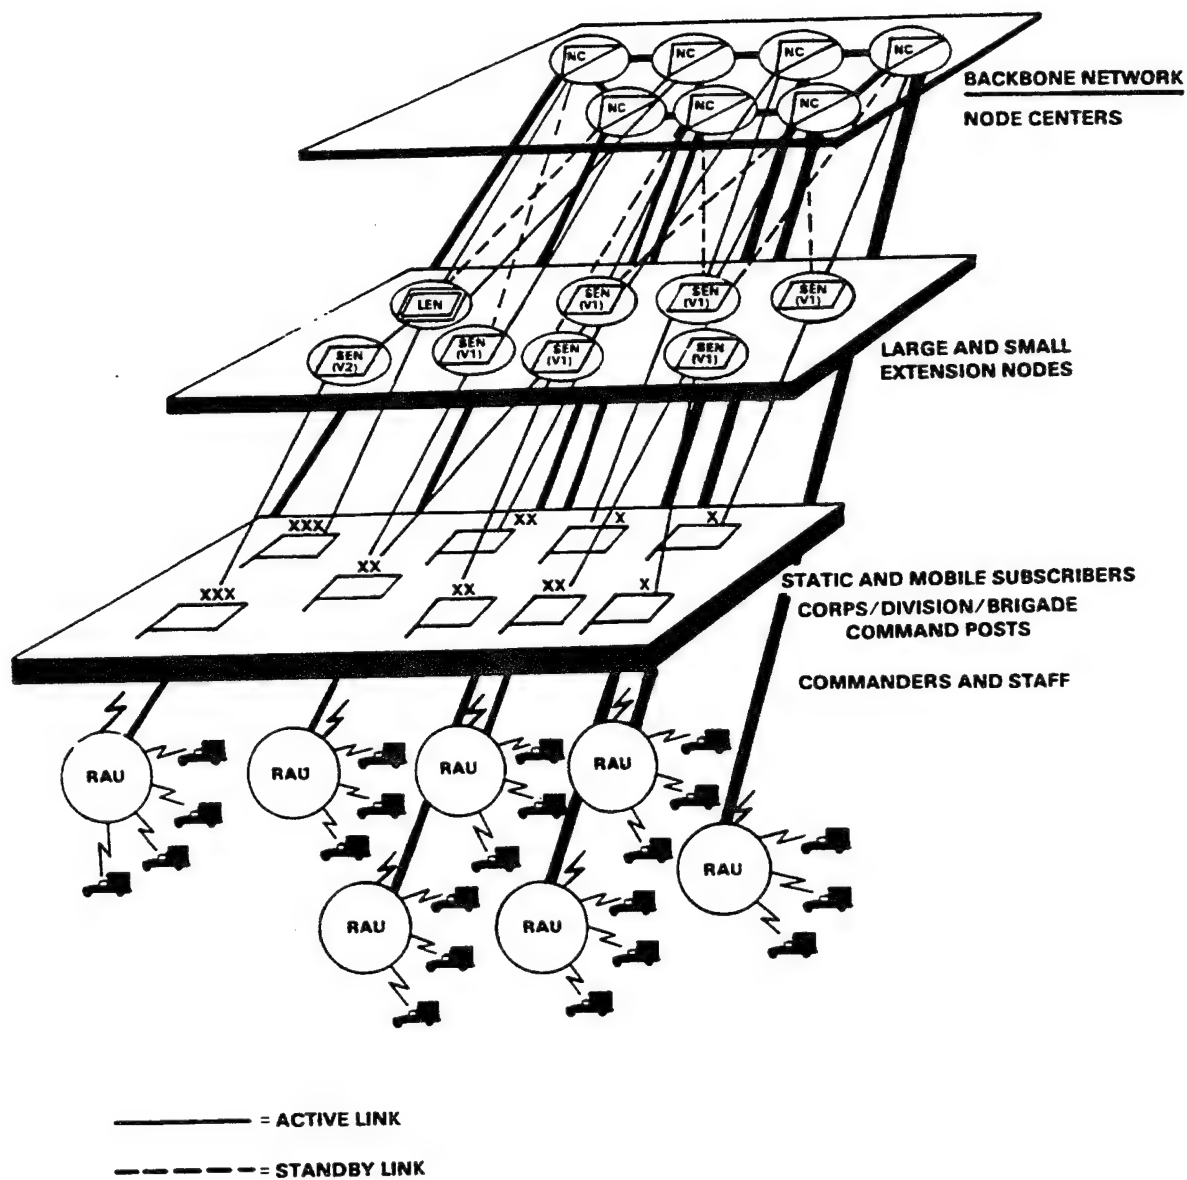 NC NC NC NC
BACKBONE NETWORK
NC NC NC
NODE CENTERS
LEN SEN SEN SEN
(V1) (V1) (V1)
SEN SEN SEN SEN
(V2) (V1) (V1) (V1)
LARGE AND SMALL
EXTENSION NODES
XXX XX X X
XX
XXX XX XX X
STATIC AND MOBILE SUBSCRIBERS
CORPS/DIVISION/BRIGADE
COMMAND POSTS
COMMANDERS AND STAFF
RAU RAU RAU RAU
RAU
RAU RAU
= ACTIVE LINK
= STANDBY LINK